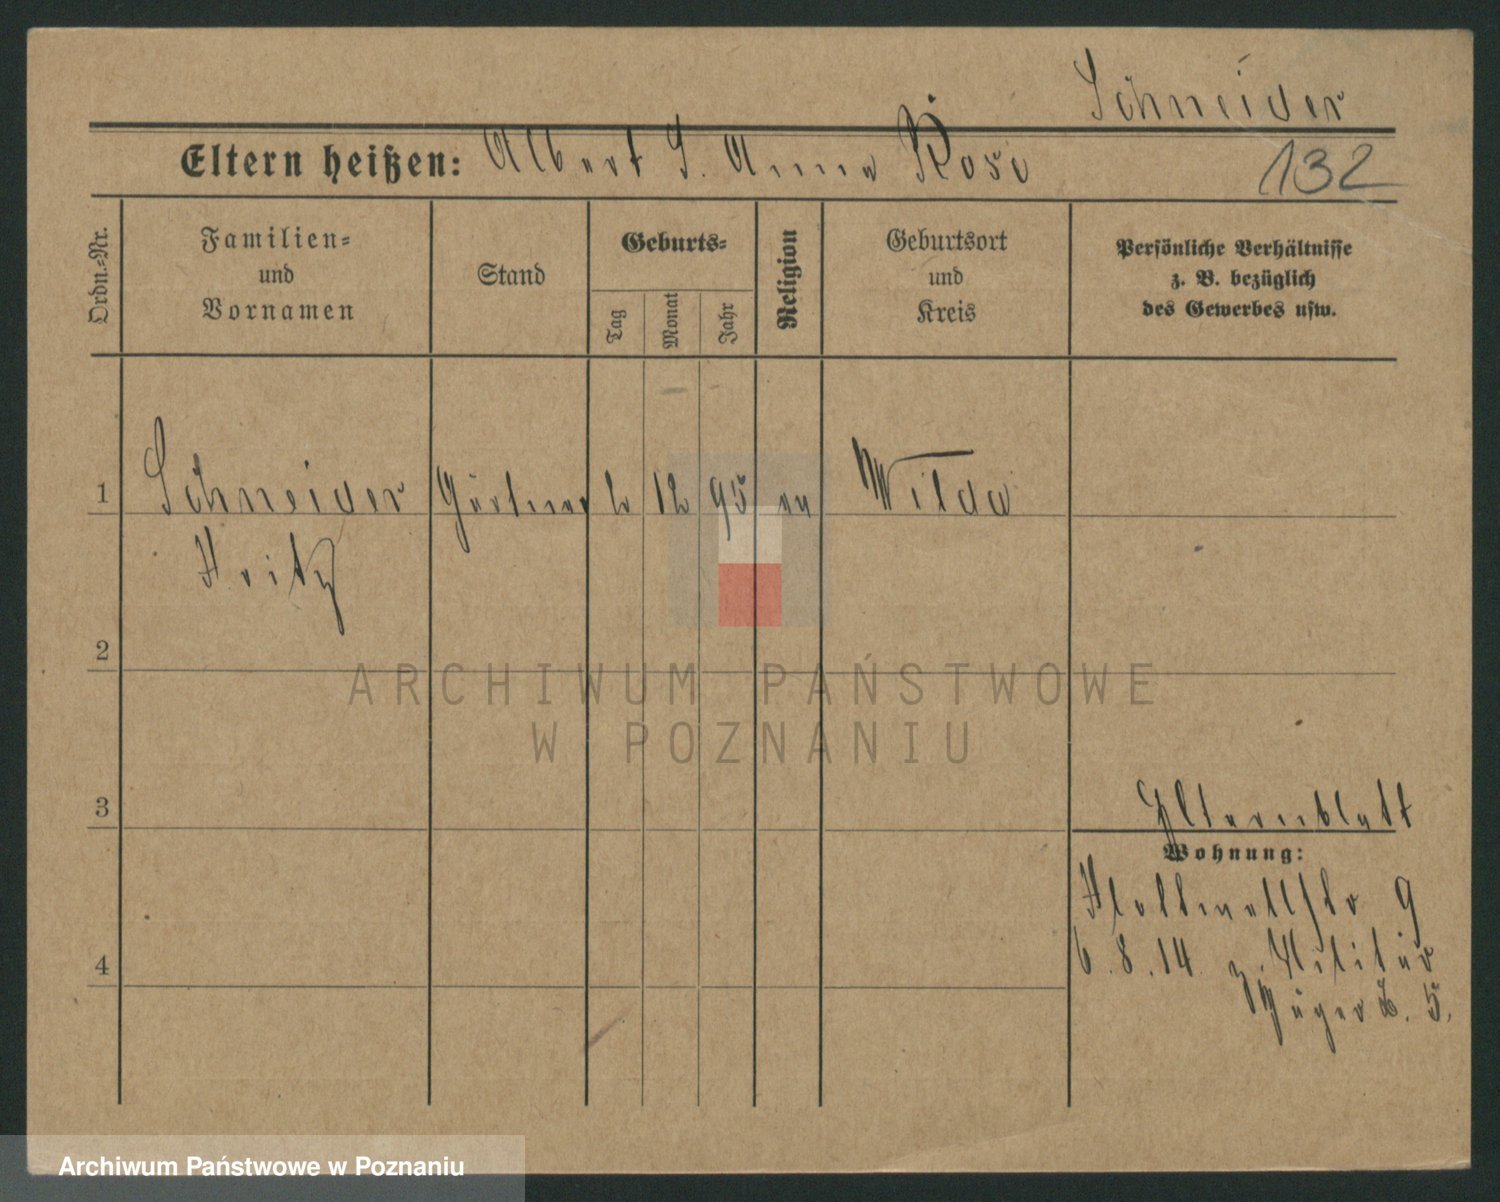 Schneider
Eltern heißen: Albert S. Anna Rose
132
Ordn.=Nr.
Familien=
und
Vornamen
Stand
Geburts=
Tag
Monat
Jahr
Religion
Geburtsort
und
Kreis
Persönliche Verhältnisse
z. B. bezüglich
des Gewerbes usw.
1 Schneider Gärtner 2 12 95 ev Wilda
Fritz
2
ARCHIWUM PAŃSTWOWE
W POZNANIU
3
Elternblatt
Wohnung:
9
4
6.8.14. z. Militär
Jäger B. 5.
Archiwum Państwowe w Poznaniu